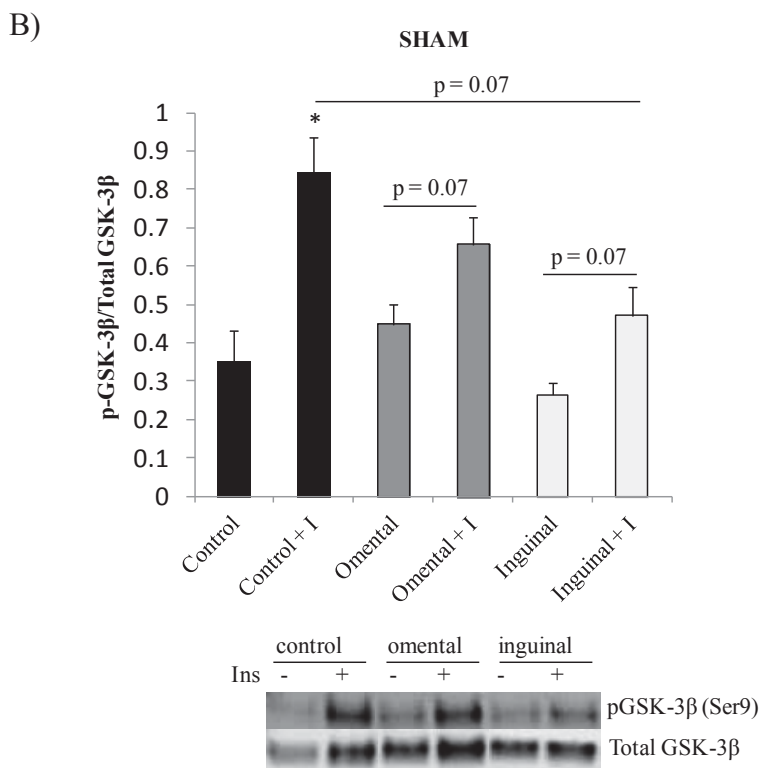 B)
SHAM
p = 0.07
1
*
0.9
0.8
p = 0.07
0.7
0.6
p = 0.07
0.5
0.4
0.3
0.2
0.1
0
p-GSK-3β/Total GSK-3β
Control
Control + I
Omental
Omental + I
Inguinal
Inguinal + I
control omental inguinal
Ins - + - + - +
pGSK-3β (Ser9)
Total GSK-3β